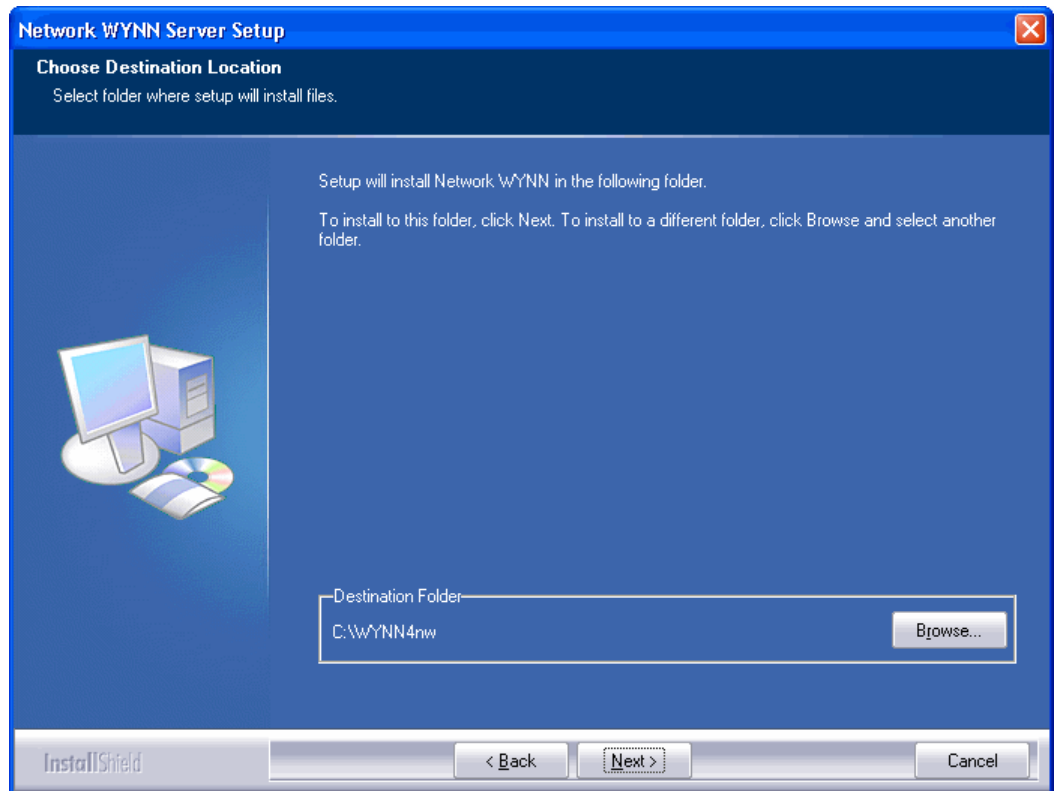 Network WYNN Server Setup
Choose Destination Location
Select folder where setup will install files.
Setup will install Network WYNN in the following folder.
To install to this folder, click Next. To install to a different folder, click Browse and select another
folder.
Destination Folder
C:\WYNN4nw
Browse...
InstallShield
< Back
Next >
Cancel